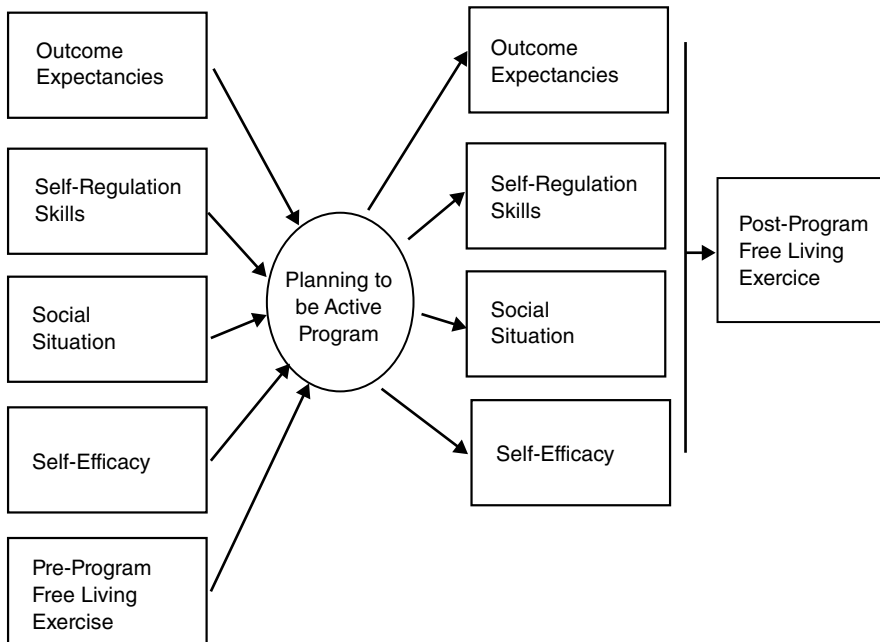 Outcome
Expectancies
Self-Regulation
Skills
Social
Situation
Self-Efficacy
Pre-Program
Free Living
Exercise
Planning to
be Active
Program
Outcome
Expectancies
Self-Regulation
Skills
Social
Situation
Self-Efficacy
Post-Program
Free Living
Exercice